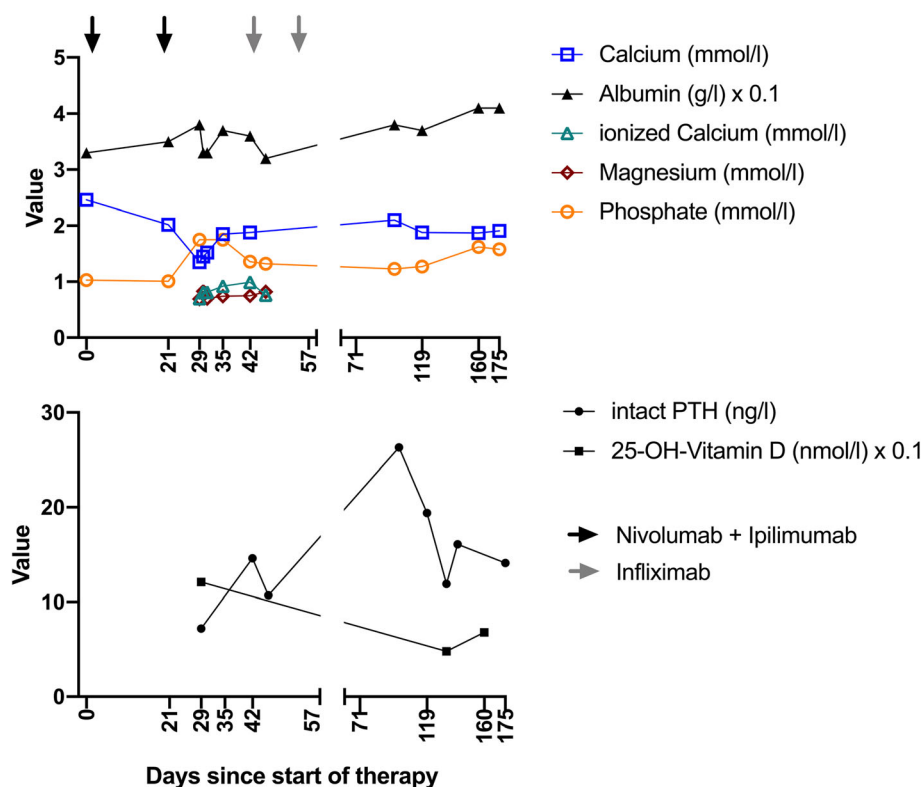 5
4
3
2
1
0
Value
0
21
29
35
42
57
71
119
160
175
Calcium (mmol/l)
Albumin (g/l) x 0.1
ionized Calcium (mmol/l)
Magnesium (mmol/l)
Phosphate (mmol/l)
30
20
10
0
Value
0
21
29
35
42
57
71
119
160
175
Days since start of therapy
intact PTH (ng/l)
25-OH-Vitamin D (nmol/l) x 0.1
Nivolumab + Ipilimumab
Infliximab